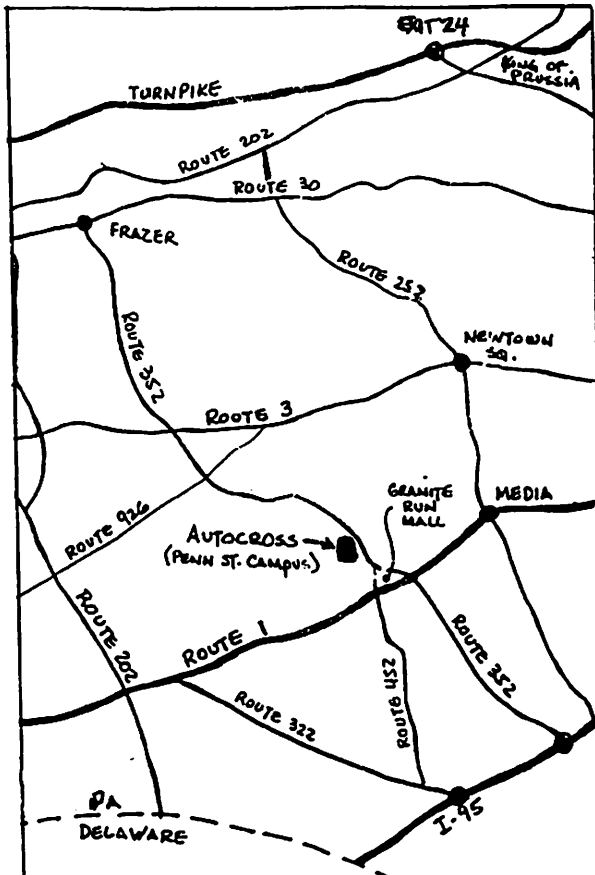 EXIT 24
KING OF
PRUSSIA
TURNPIKE
ROUTE 202
ROUTE 30
FRAZER
ROUTE 252
NEWTOWN
SQ.
ROUTE 352
ROUTE 3
GRANITE
RUN
MALL
MEDIA
ROUTE 926
AUTOCROSS
(PENN ST. CAMPUS)
ROUTE 202
ROUTE 1
ROUTE 352
ROUTE 452
ROUTE 322
I-95
PA
DELAWARE